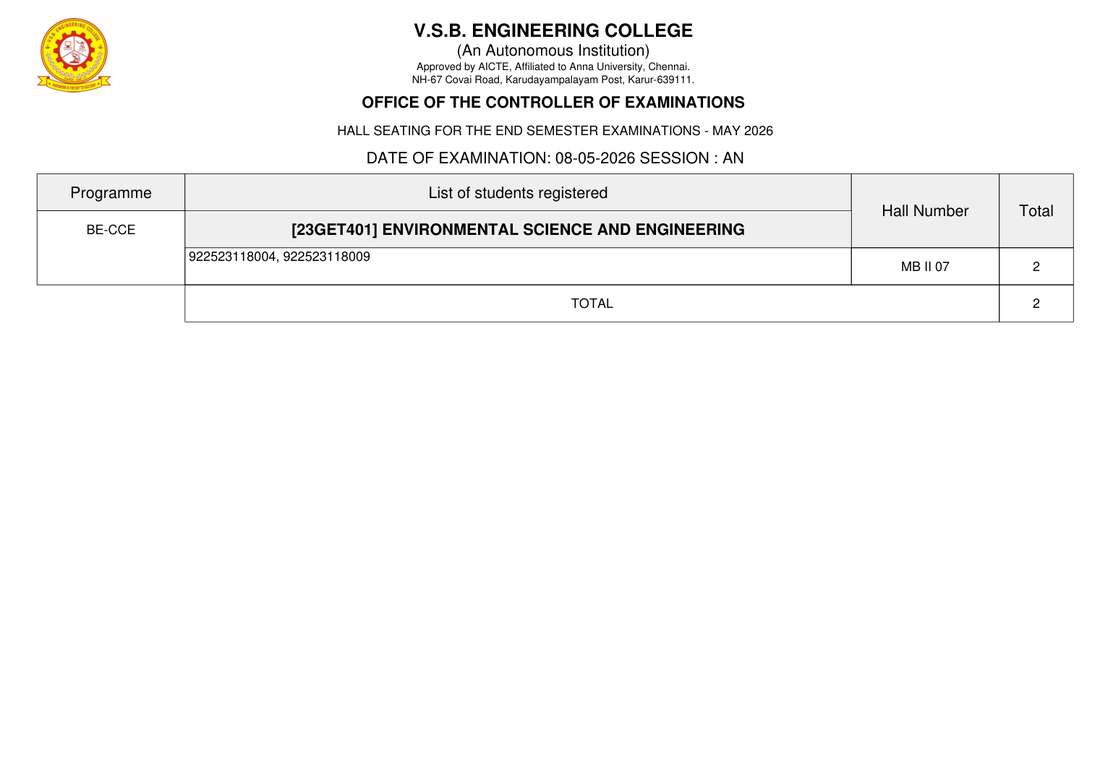 V.S.B. ENGINEERING COLLEGE
(An Autonomous Institution)
Approved by AICTE, Affiliated to Anna University, Chennai.
NH-67 Covai Road, Karudayampalayam Post, Karur-639111.
OFFICE OF THE CONTROLLER OF EXAMINATIONS
HALL SEATING FOR THE END SEMESTER EXAMINATIONS - MAY 2026
DATE OF EXAMINATION: 08-05-2026 SESSION : AN
Programme List of students registered Hall Number Total
BE-CCE [23GET401] ENVIRONMENTAL SCIENCE AND ENGINEERING
922523118004, 922523118009 MB II 07 2
TOTAL 2